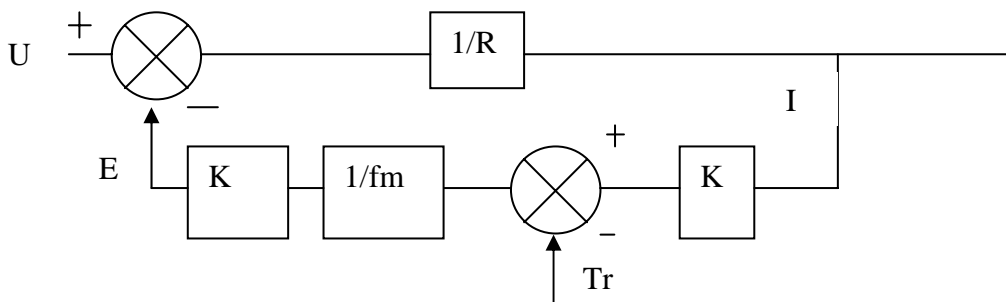 +
U
1/R
I
—
+
E
K
1/fm
K
-
Tr